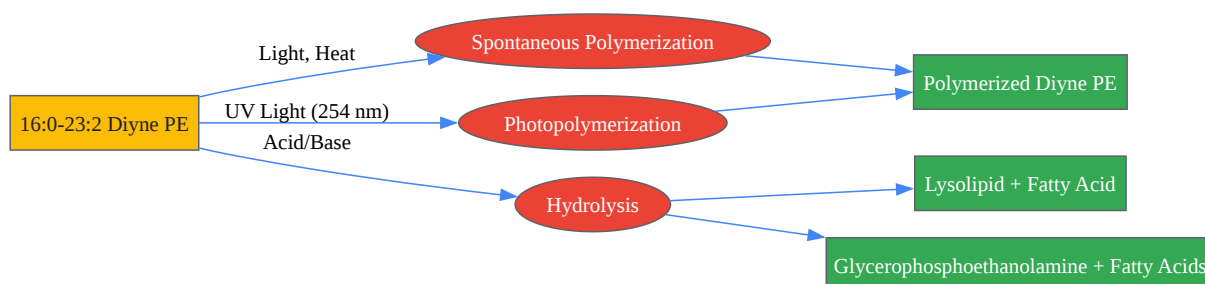 Spontaneous Polymerization
Light, Heat
Polymerized Diyne PE
16:0-23:2 Diyne PE
UV Light (254 nm)
Photopolymerization
Acid/Base
Lysolipid + Fatty Acid
Hydrolysis
Glycerophosphoethanolamine + Fatty Acids